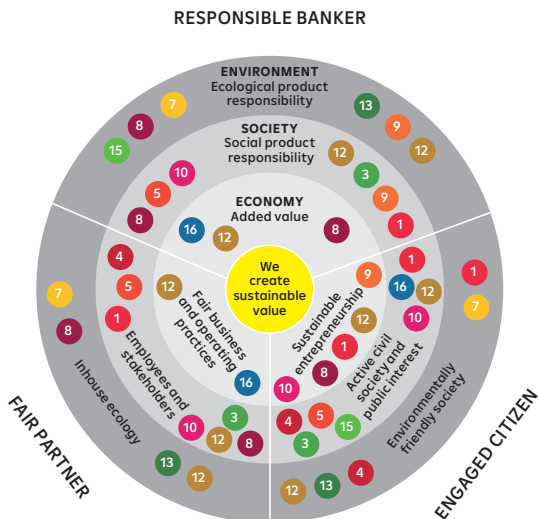 RESPONSIBLE BANKER
ENVIRONMENT
Ecological product
responsibility
7
8
15
13
9
12
SOCIETY
Social product
responsibility
10
5
8
12
3
9
1
ECONOMY
Added value
16
12
8
We
create
sustainable
value
FAIR PARTNER
4
5
1
12
7
8
Fair business
and operating
practices
16
Employees and
stakeholders
10
3
12
8
Inhouse ecology
13
12
ENGAGED CITIZEN
9
12
1
8
10
Sustainable
entrepreneurship
1
16
12
10
Active civil
society and
public interest
4
5
15
3
1
7
Environmentally
friendly society
12
13
4